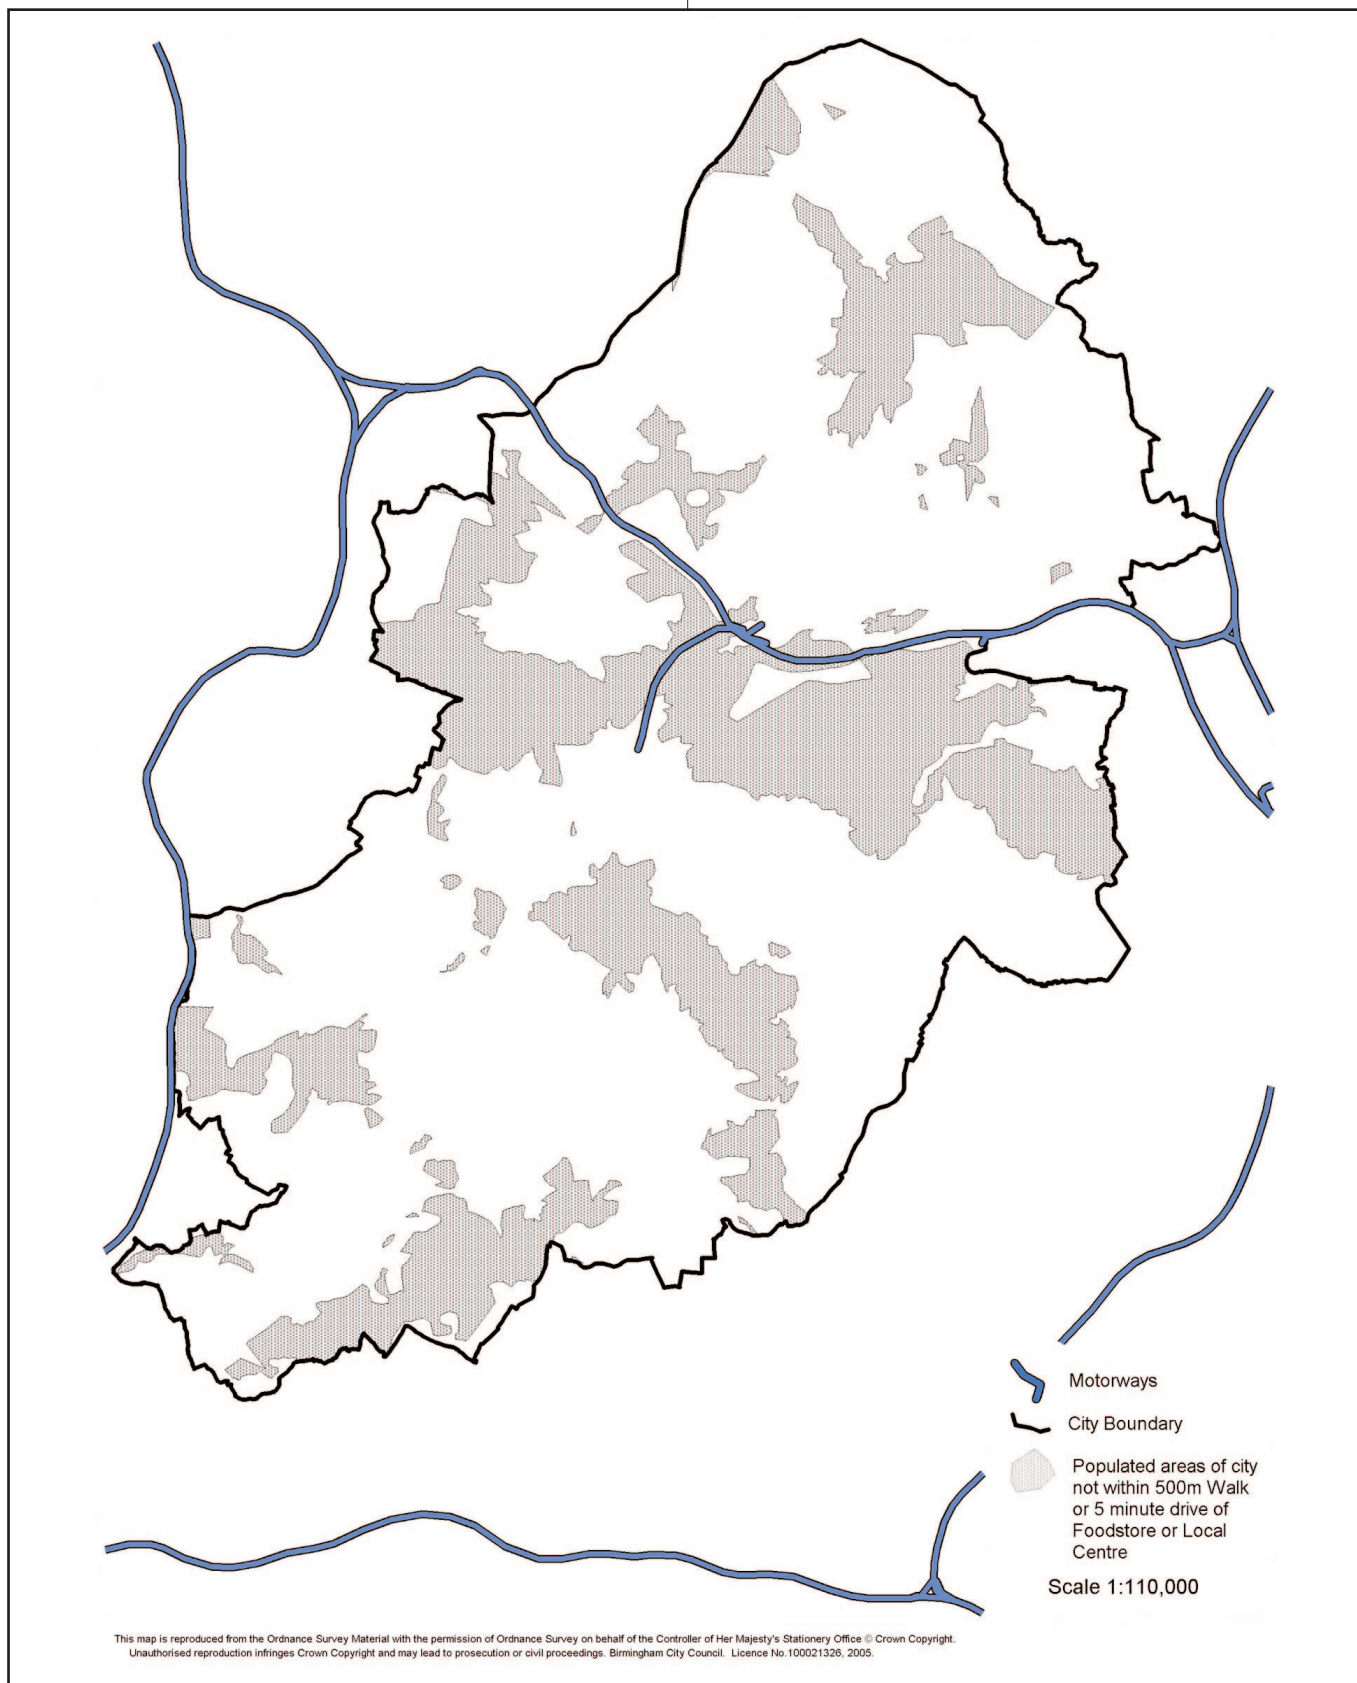 Motorways
City Boundary
Populated areas of city
not within 500m Walk
or 5 minute drive of
Foodstore or Local
Centre
Scale 1:110,000
This map is reproduced from the Ordnance Survey Material with the permission of Ordnance Survey on behalf of the Controller of Her Majesty's Stationery Office © Crown Copyright.
Unauthorised reproduction infringes Crown Copyright and may lead to prosecution or civil proceedings. Birmingham City Council. Licence No.100021326, 2005.